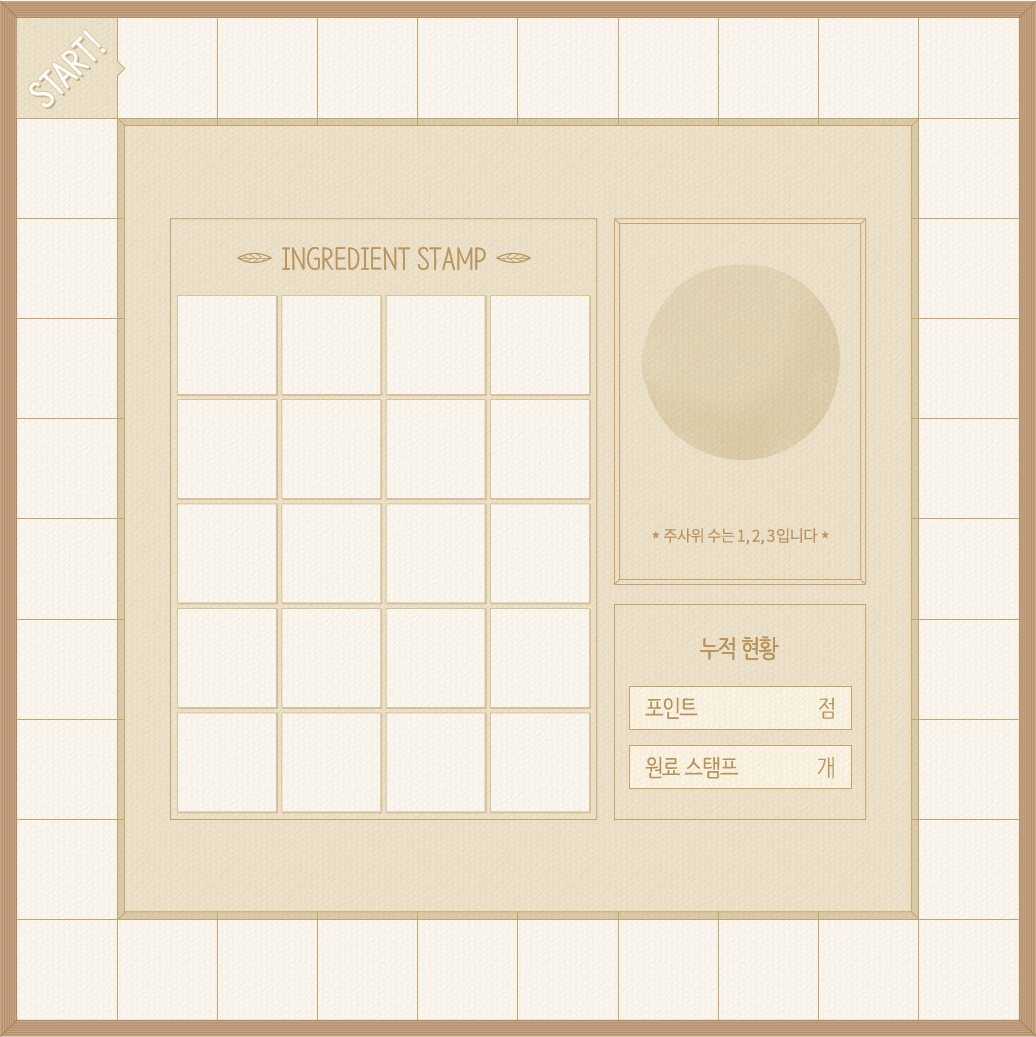 START!
INGREDIENT STAMP
* 주사위 수는 1, 2, 3입니다 *
누적 현황
포인트 점
원료 스탬프 개